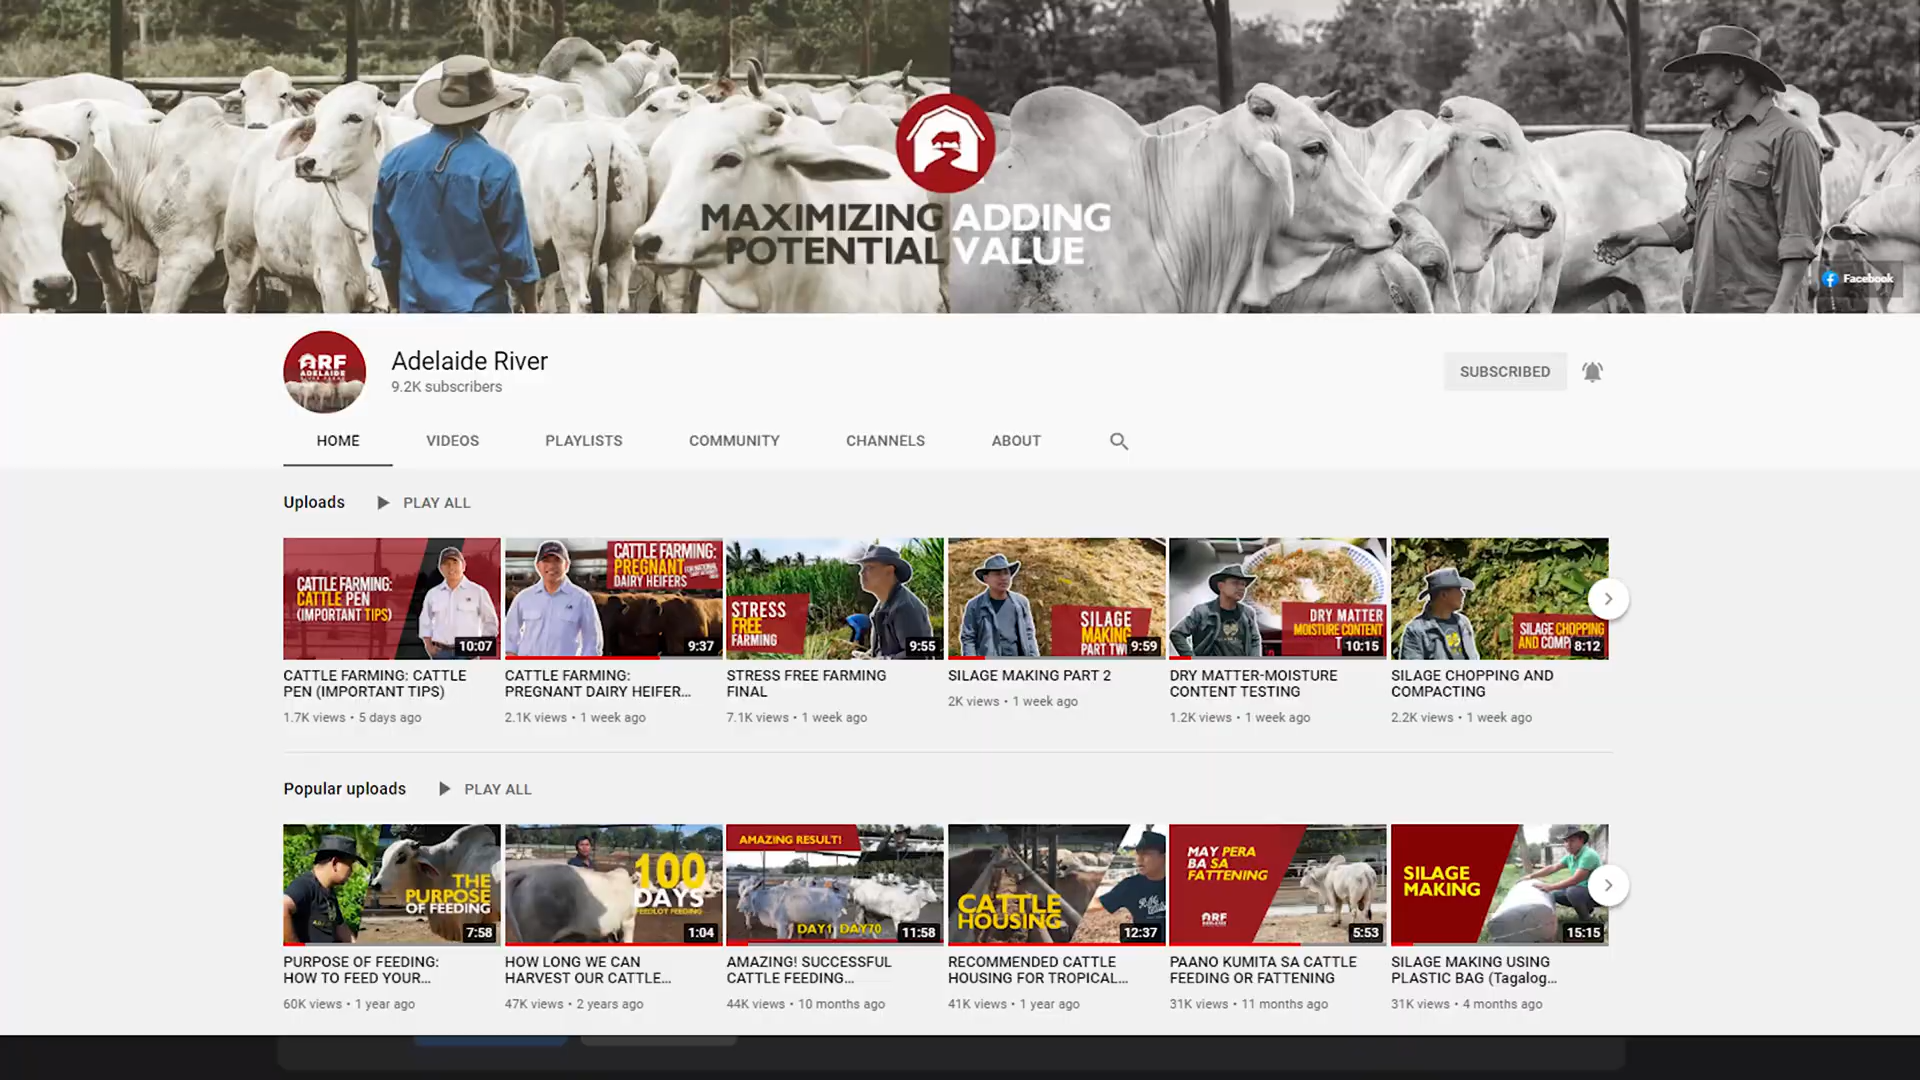 MAXIMIZING ADDING
POTENTIAL VALUE
Facebook
ARF
ADELAIDE
Adelaide River
9.2K subscribers
SUBSCRIBED
HOME VIDEOS PLAYLISTS COMMUNITY CHANNELS ABOUT
Uploads PLAY ALL
CATTLE FARMING:
CATTLE PEN
(IMPORTANT TIPS)
10:07
CATTLE FARMING:
PREGNANT
DAIRY HEIFERS
9:37
STRESS
FREE
FARMING
9:55
SILAGE
MAKING
PART TWO
9:59
DRY MATTER
MOISTURE CONTENT
10:15
SILAGE CHOPPING
AND COMP
8:12
CATTLE FARMING: CATTLE
PEN (IMPORTANT TIPS)
1.7K views • 5 days ago
CATTLE FARMING:
PREGNANT DAIRY HEIFER...
2.1K views • 1 week ago
STRESS FREE FARMING
FINAL
7.1K views • 1 week ago
SILAGE MAKING PART 2
2K views • 1 week ago
DRY MATTER-MOISTURE
CONTENT TESTING
1.2K views • 1 week ago
SILAGE CHOPPING AND
COMPACTING
2.2K views • 1 week ago
Popular uploads PLAY ALL
THE
PURPOSE
OF FEEDING
7:58
100
DAYS
FEEDLOT FEEDING
1:04
AMAZING RESULT!
DAY1 DAY70
11:58
CATTLE
HOUSING
12:37
MAY PERA
BA SA
FATTENING
ARF
5:53
SILAGE
MAKING
15:15
PURPOSE OF FEEDING:
HOW TO FEED YOUR...
60K views • 1 year ago
HOW LONG WE CAN
HARVEST OUR CATTLE...
47K views • 2 years ago
AMAZING! SUCCESSFUL
CATTLE FEEDING...
44K views • 10 months ago
RECOMMENDED CATTLE
HOUSING FOR TROPICAL...
41K views • 1 year ago
PAANO KUMITA SA CATTLE
FEEDING OR FATTENING
31K views • 11 months ago
SILAGE MAKING USING
PLASTIC BAG (Tagalog...
31K views • 4 months ago